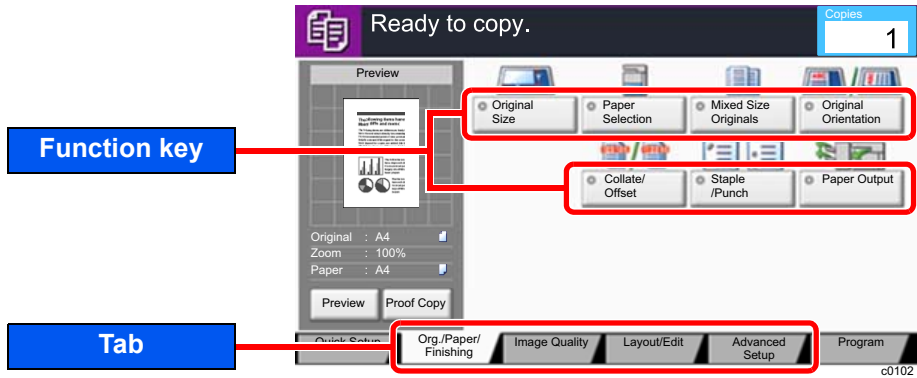 Ready to copy.
Copies
1
Preview
Original Size
Paper Selection
Mixed Size Originals
Original Orientation
Function key
Collate/ Offset
Staple /Punch
Paper Output
Original : A4
Zoom : 100%
Paper : A4
Preview
Proof Copy
Tab
Quick Setup
Org./Paper/ Finishing
Image Quality
Layout/Edit
Advanced Setup
Program
c0102